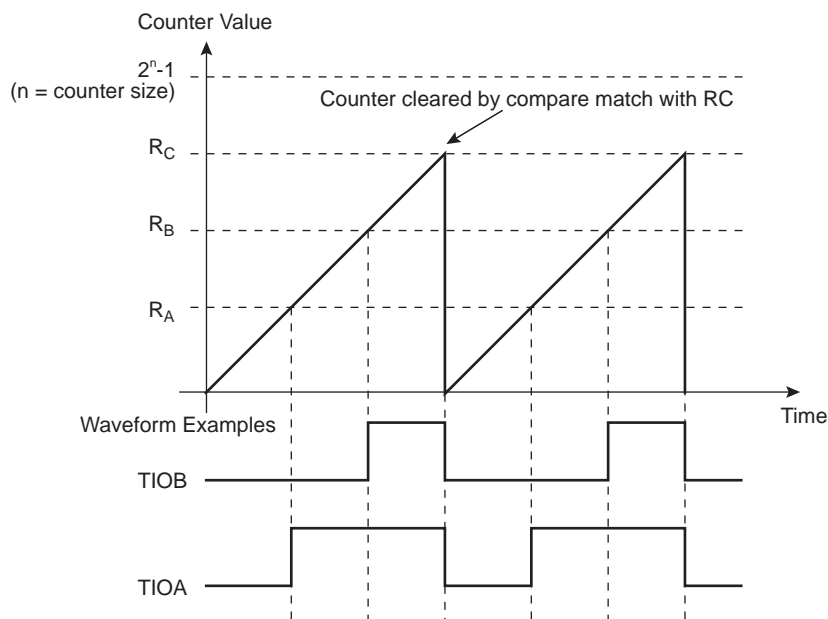 Counter Value
2ⁿ-1
(n = counter size)
Counter cleared by compare match with RC
R_C
R_B
R_A
Time
Waveform Examples
TIOB
TIOA